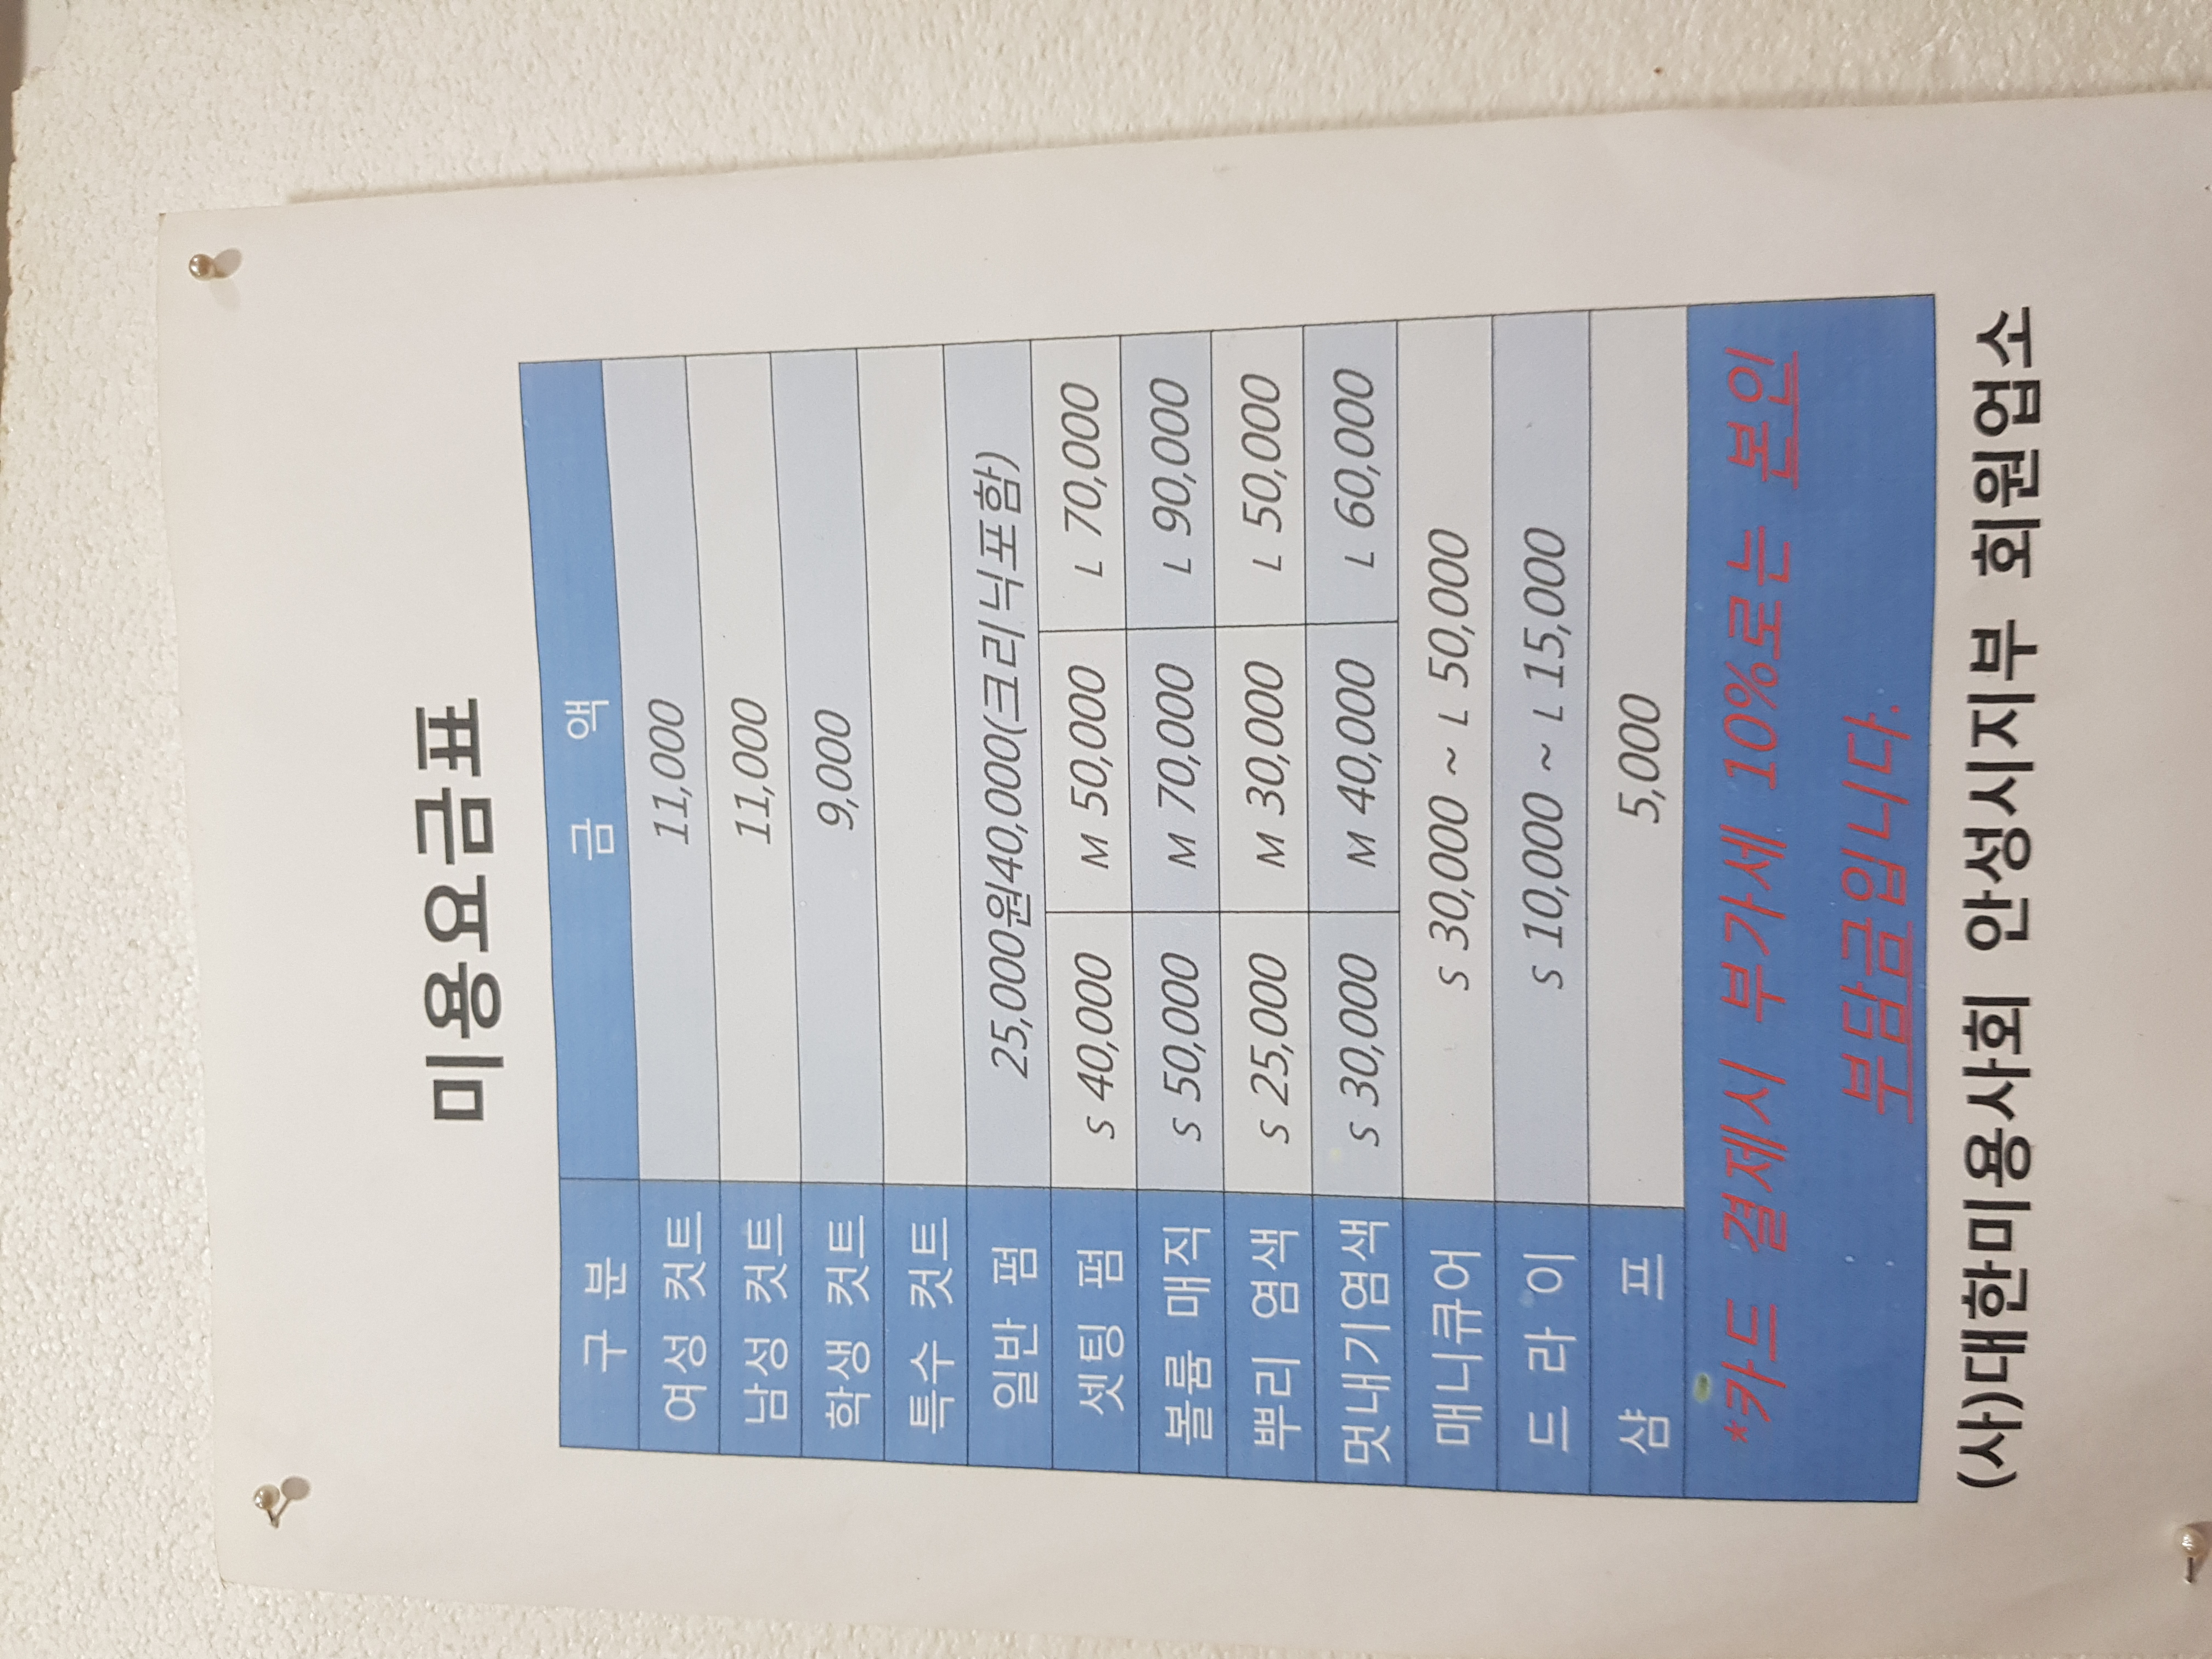 미용요금표
구 분 금 액
여성 컷트 11,000
남성 컷트 11,000
학생 컷트 9,000
특수 컷트
일반 펌 25,000원40,000(크리닉포함)
셋팅 펌 S 40,000 M 50,000 L 70,000
볼륨 매직 S 50,000 M 70,000 L 90,000
뿌리 염색 S 25,000 M 30,000 L 50,000
멋내기염색 S 30,000 M 40,000 L 60,000
매니큐어 S 30,000 ~ L 50,000
드 라 이 S 10,000 ~ L 15,000
샴 프 5,000
*카드 결제시 부가세 10%로는 본인
부담금입니다.
(사)대한미용사회 안성시지부 회원업소